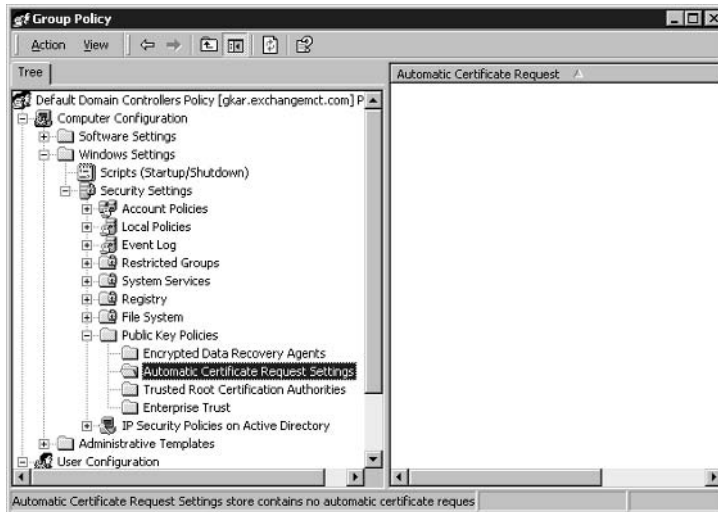 Group Policy
Action View
Tree
Automatic Certificate Request
Default Domain Controllers Policy [gkar.exchangemct.com] P
Computer Configuration
Software Settings
Windows Settings
Scripts (Startup/Shutdown)
Security Settings
Account Policies
Local Policies
Event Log
Restricted Groups
System Services
Registry
File System
Public Key Policies
Encrypted Data Recovery Agents
Automatic Certificate Request Settings
Trusted Root Certification Authorities
Enterprise Trust
IP Security Policies on Active Directory
Administrative Templates
User Configuration
Automatic Certificate Request Settings store contains no automatic certificate reques